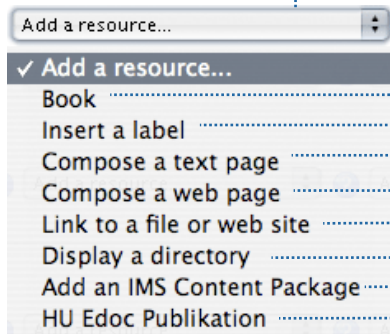 Add a resource...
✓ Add a resource...
Book
Insert a label
Compose a text page
Compose a web page
Link to a file or web site
Display a directory
Add an IMS Content Package
HU Edoc Publikation